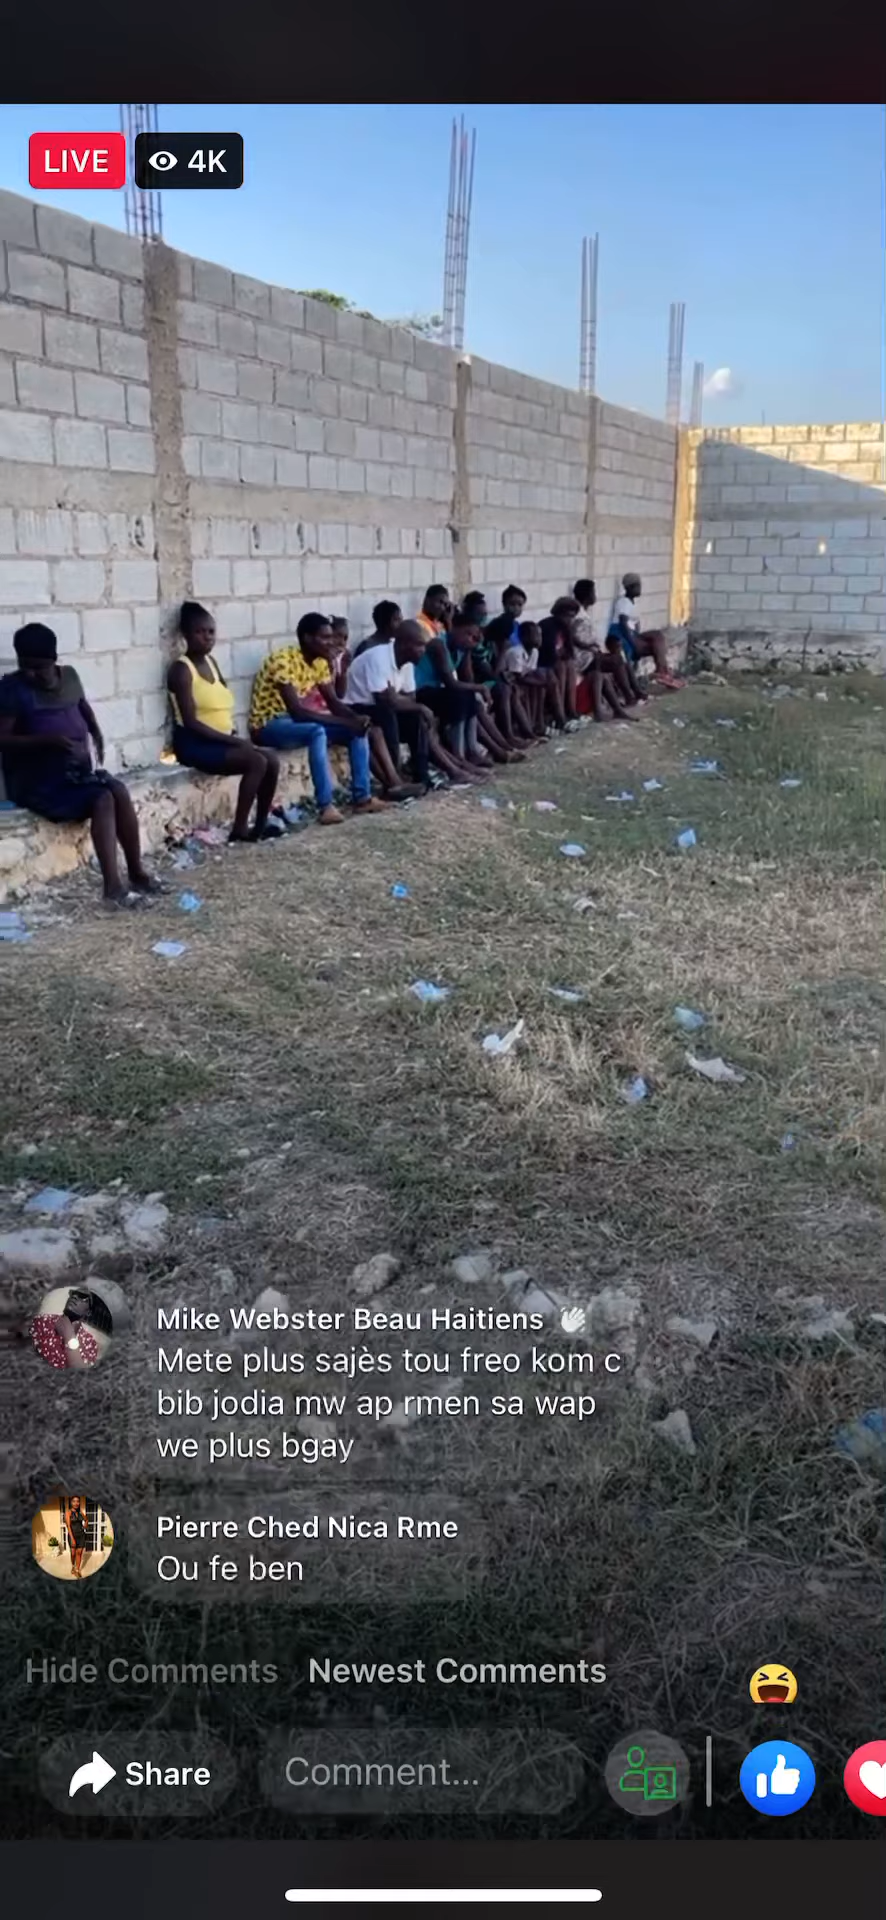 LIVE 4K
Mike Webster Beau Haitiens 👋
Mete plus sajès tou freo kom c
bib jodia mw ap rmen sa wap
we plus bgay
Pierre Ched Nica Rme
Ou fe ben
Hide Comments Newest Comments
Share Comment...